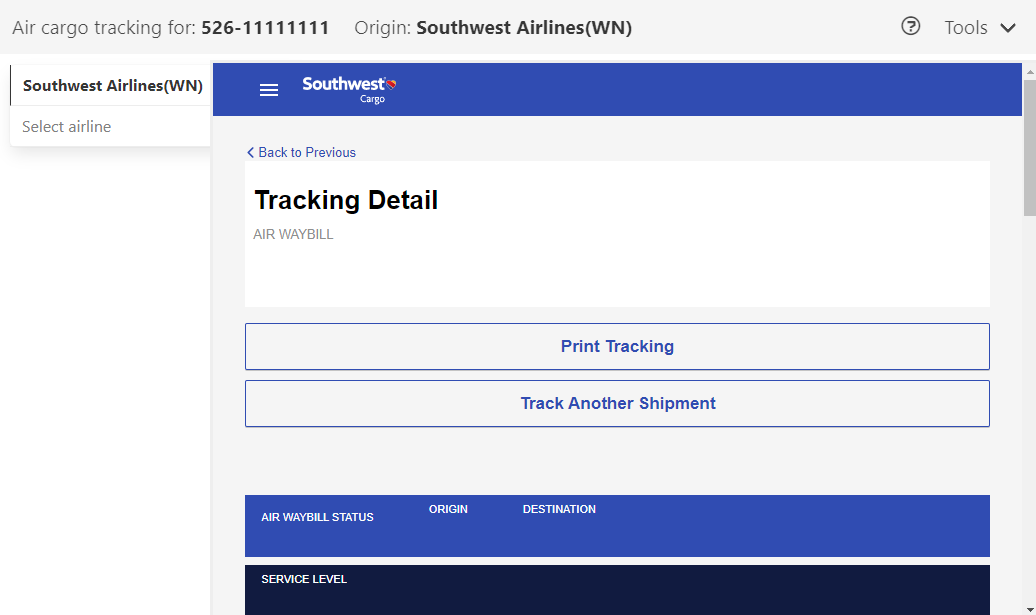 Air cargo tracking for: 526-11111111 Origin: Southwest Airlines(WN) Tools
Southwest Airlines(WN)
Select airline
Southwest
Cargo
Back to Previous
Tracking Detail
AIR WAYBILL
Print Tracking
Track Another Shipment
AIR WAYBILL STATUS ORIGIN DESTINATION
SERVICE LEVEL